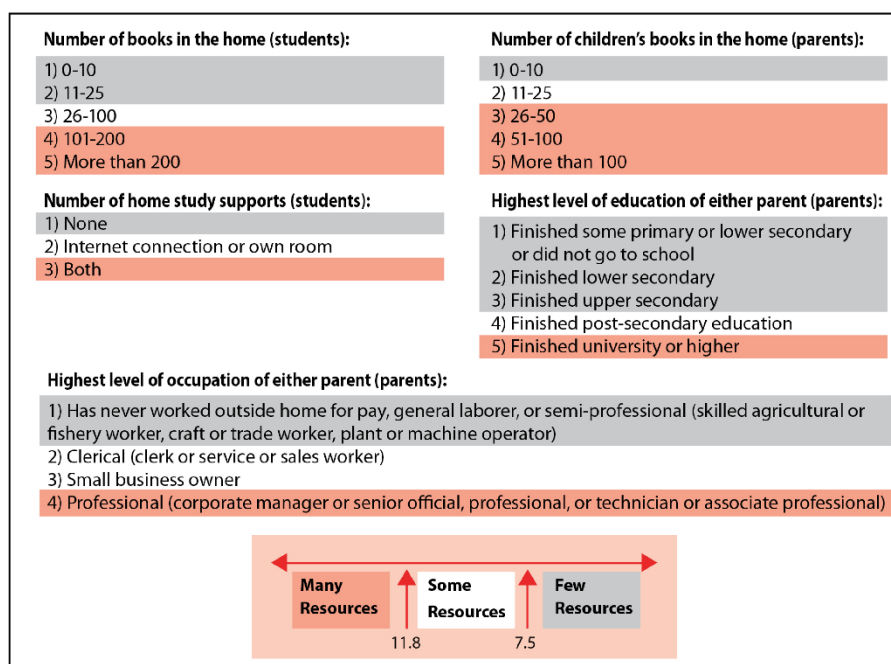 Number of books in the home (students):
1) 0-10
2) 11-25
3) 26-100
4) 101-200
5) More than 200
Number of children's books in the home (parents):
1) 0-10
2) 11-25
3) 26-50
4) 51-100
5) More than 100
Number of home study supports (students):
1) None
2) Internet connection or own room
3) Both
Highest level of education of either parent (parents):
1) Finished some primary or lower secondary
or did not go to school
2) Finished lower secondary
3) Finished upper secondary
4) Finished post-secondary education
5) Finished university or higher
Highest level of occupation of either parent (parents):
1) Has never worked outside home for pay, general laborer, or semi-professional (skilled agricultural or
fishery worker, craft or trade worker, plant or machine operator)
2) Clerical (clerk or service or sales worker)
3) Small business owner
4) Professional (corporate manager or senior official, professional, or technician or associate professional)
Many
Resources
Some
Resources
Few
Resources
11.8
7.5